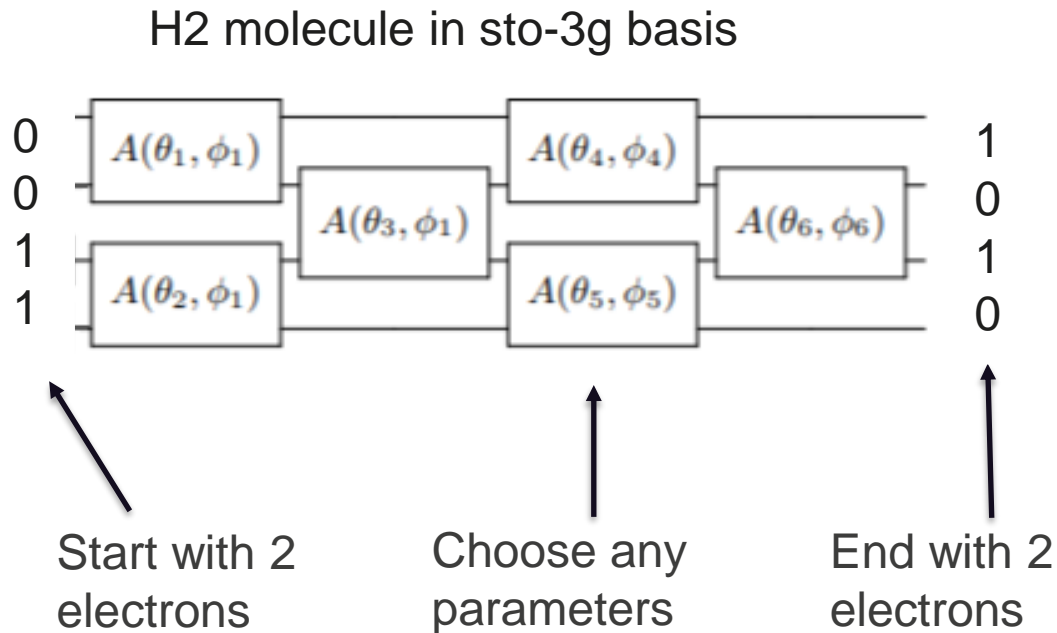 H2 molecule in sto-3g basis
0
0
1
1
A(θ₁, ϕ₁)
A(θ₂, ϕ₁)
A(θ₃, ϕ₁)
A(θ₄, ϕ₄)
A(θ₅, ϕ₅)
A(θ₆, ϕ₆)
1
0
1
0
Start with 2
electrons
Choose any
parameters
End with 2
electrons